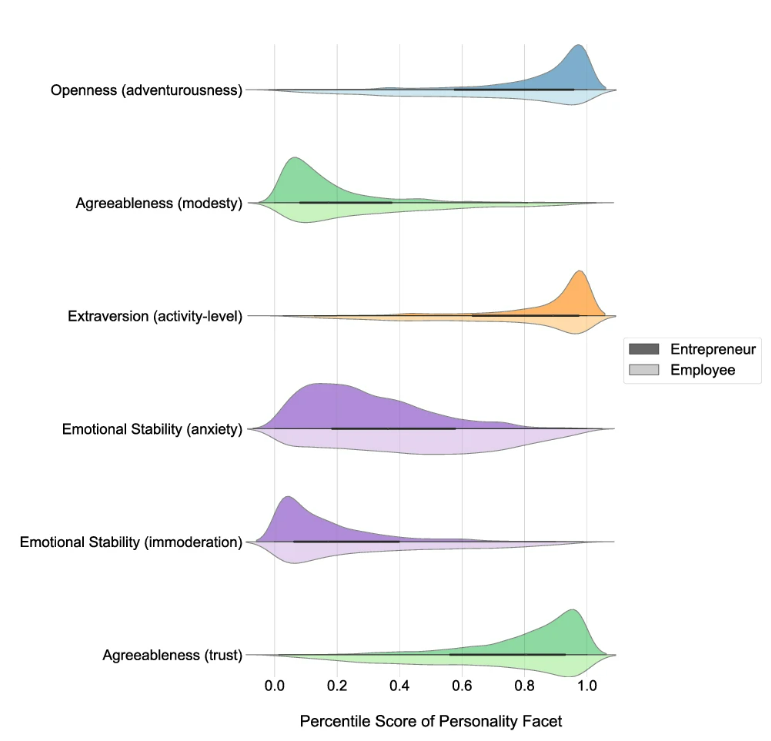 Openness (adventurousness)
Agreeableness (modesty)
Extraversion (activity-level)
Entrepreneur
Employee
Emotional Stability (anxiety)
Emotional Stability (immoderation)
Agreeableness (trust)
0.0 0.2 0.4 0.6 0.8 1.0
Percentile Score of Personality Facet